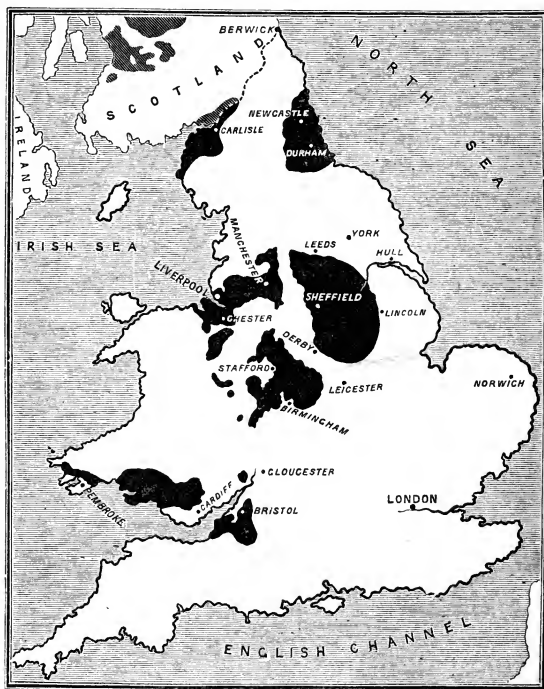 BERWICK
NORTH SEA
SCOTLAND
NEWCASTLE
CARLISLE
DURHAM
IRELAND
YORK
LEEDS
HULL
IRISH SEA
MANCHESTER
LIVERPOOL
SHEFFIELD
CHESTER
LINCOLN
DERBY
STAFFORD
LEICESTER
NORWICH
BIRMINGHAM
GLOUCESTER
PEMBROKE
CARDIFF
LONDON
BRISTOL
ENGLISH CHANNEL